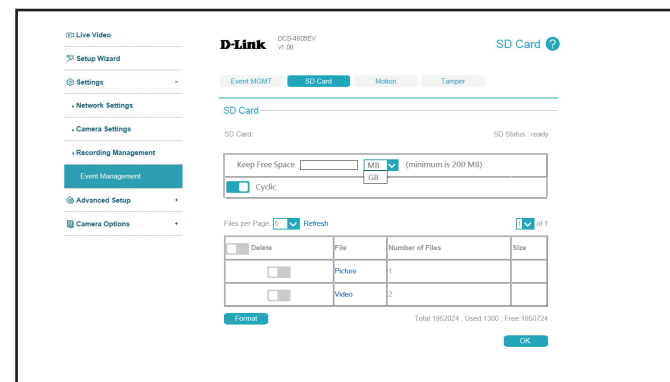 Live Video
Setup Wizard
Settings -
Network Settings
Camera Settings
Recording Management
Event Management
Advanced Setup +
Camera Options +
D-Link DCS-4605EV
v1.00
SD Card ?
Event MGMT SD Card Motion Tamper
SD Card
SD Card: SD Status : ready
Keep Free Space MB (minimum is 200 MB)
GB
Cyclic
Files per Page: 5 Refresh 1 of 1
Delete File Number of Files Size
Picture 1
Video 2
Format Total:1952024 , Used:1300 , Free:1950724
OK